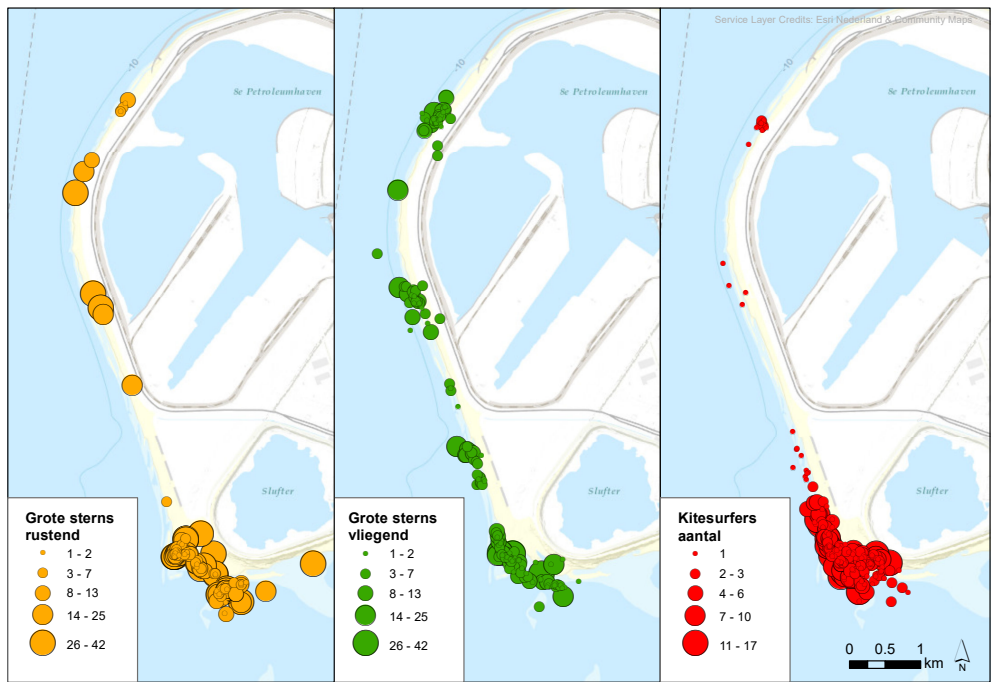 Service Layer Credits: Esri Nederland & Community Maps
-10
8e Petroleumhaven
Slufter
Grote sterns
rustend
1 - 2
3 - 7
8 - 13
14 - 25
26 - 42
-10
8e Petroleumhaven
Slufter
Grote sterns
vliegend
1 - 2
3 - 7
8 - 13
14 - 25
26 - 42
-10
8e Petroleumhaven
Slufter
Kitesurfers
aantal
1
2 - 3
4 - 6
7 - 10
11 - 17
0 0.5 1
km
N